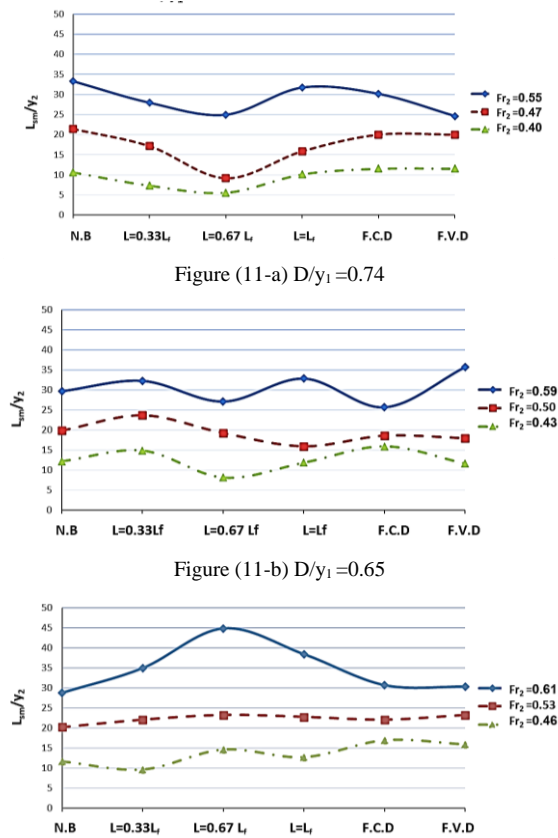 50
45
40
35
30
25
20
15
10
5
0
Lsm/y₂
N.B L=0.33Lf L=0.67 Lf L=Lf F.C.D F.V.D
Fr₂=0.55
Fr₂=0.47
Fr₂=0.40
Figure (11-a) D/y₁ =0.74
50
45
40
35
30
25
20
15
10
5
0
Lsm/y₂
N.B L=0.33Lf L=0.67 Lf L=Lf F.C.D F.V.D
Fr₂=0.59
Fr₂=0.50
Fr₂=0.43
Figure (11-b) D/y₁ =0.65
50
45
40
35
30
25
20
15
10
5
0
Lsm/y₂
N.B L=0.33Lf L=0.67 Lf L=Lf F.C.D F.V.D
Fr₂=0.61
Fr₂=0.53
Fr₂=0.46